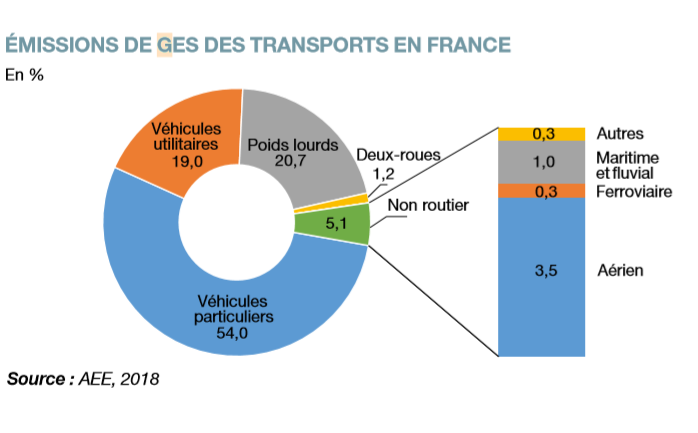 ÉMISSIONS DE GES DES TRANSPORTS EN FRANCE
En %
Véhicules
utilitaires
19,0
Poids lourds
20,7
Deux-roues
1,2
Non routier
5,1
Véhicules
particuliers
54,0
0,3 Autres
1,0 Maritime
et fluvial
0,3 Ferroviaire
3,5 Aérien
Source : AEE, 2018